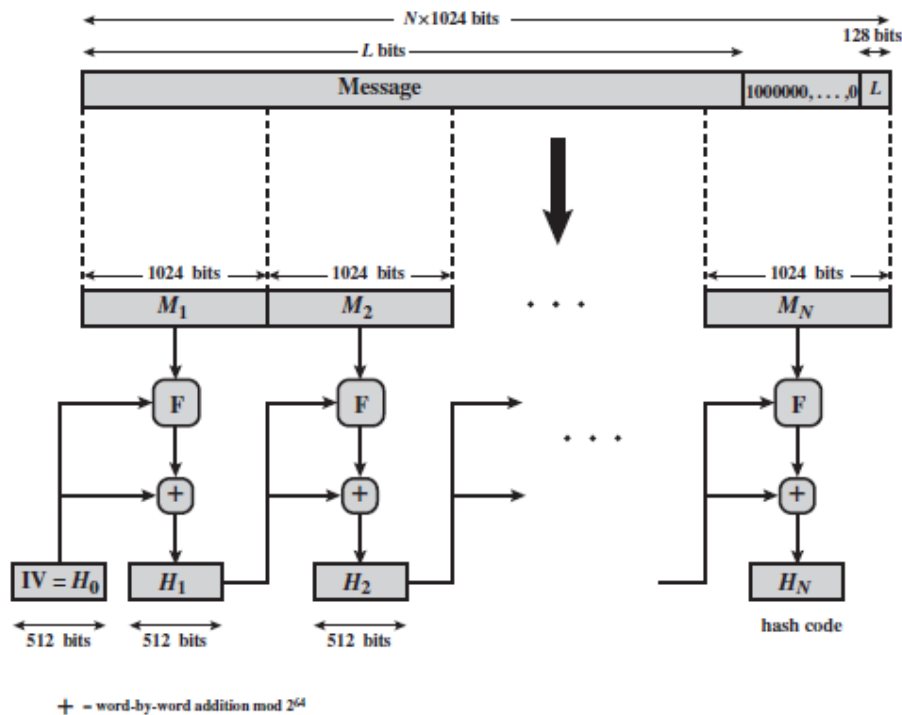 N×1024 bits
128 bits
L bits
Message
1000000, . . . ,0
L
1024 bits
1024 bits
1024 bits
M1
M2
. . .
MN
F
F
F
. . .
+
+
+
IV = H0
H1
H2
HN
512 bits
512 bits
512 bits
hash code
+ = word-by-word addition mod 2^64